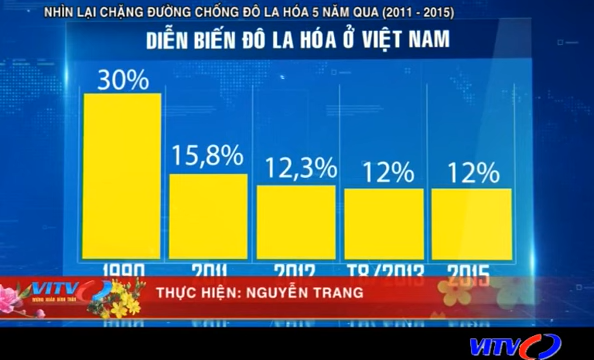 NHÌN LẠI CHẶNG ĐƯỜNG CHỐNG ĐÔ LA HÓA 5 NĂM QUA (2011 - 2015)
DIỄN BIẾN ĐÔ LA HÓA Ở VIỆT NAM
30%
15,8%
12,3%
12%
12%
1990 2011 2012 T8/2013 2015
VITV
THỰC HIỆN: NGUYỄN TRANG
VITV